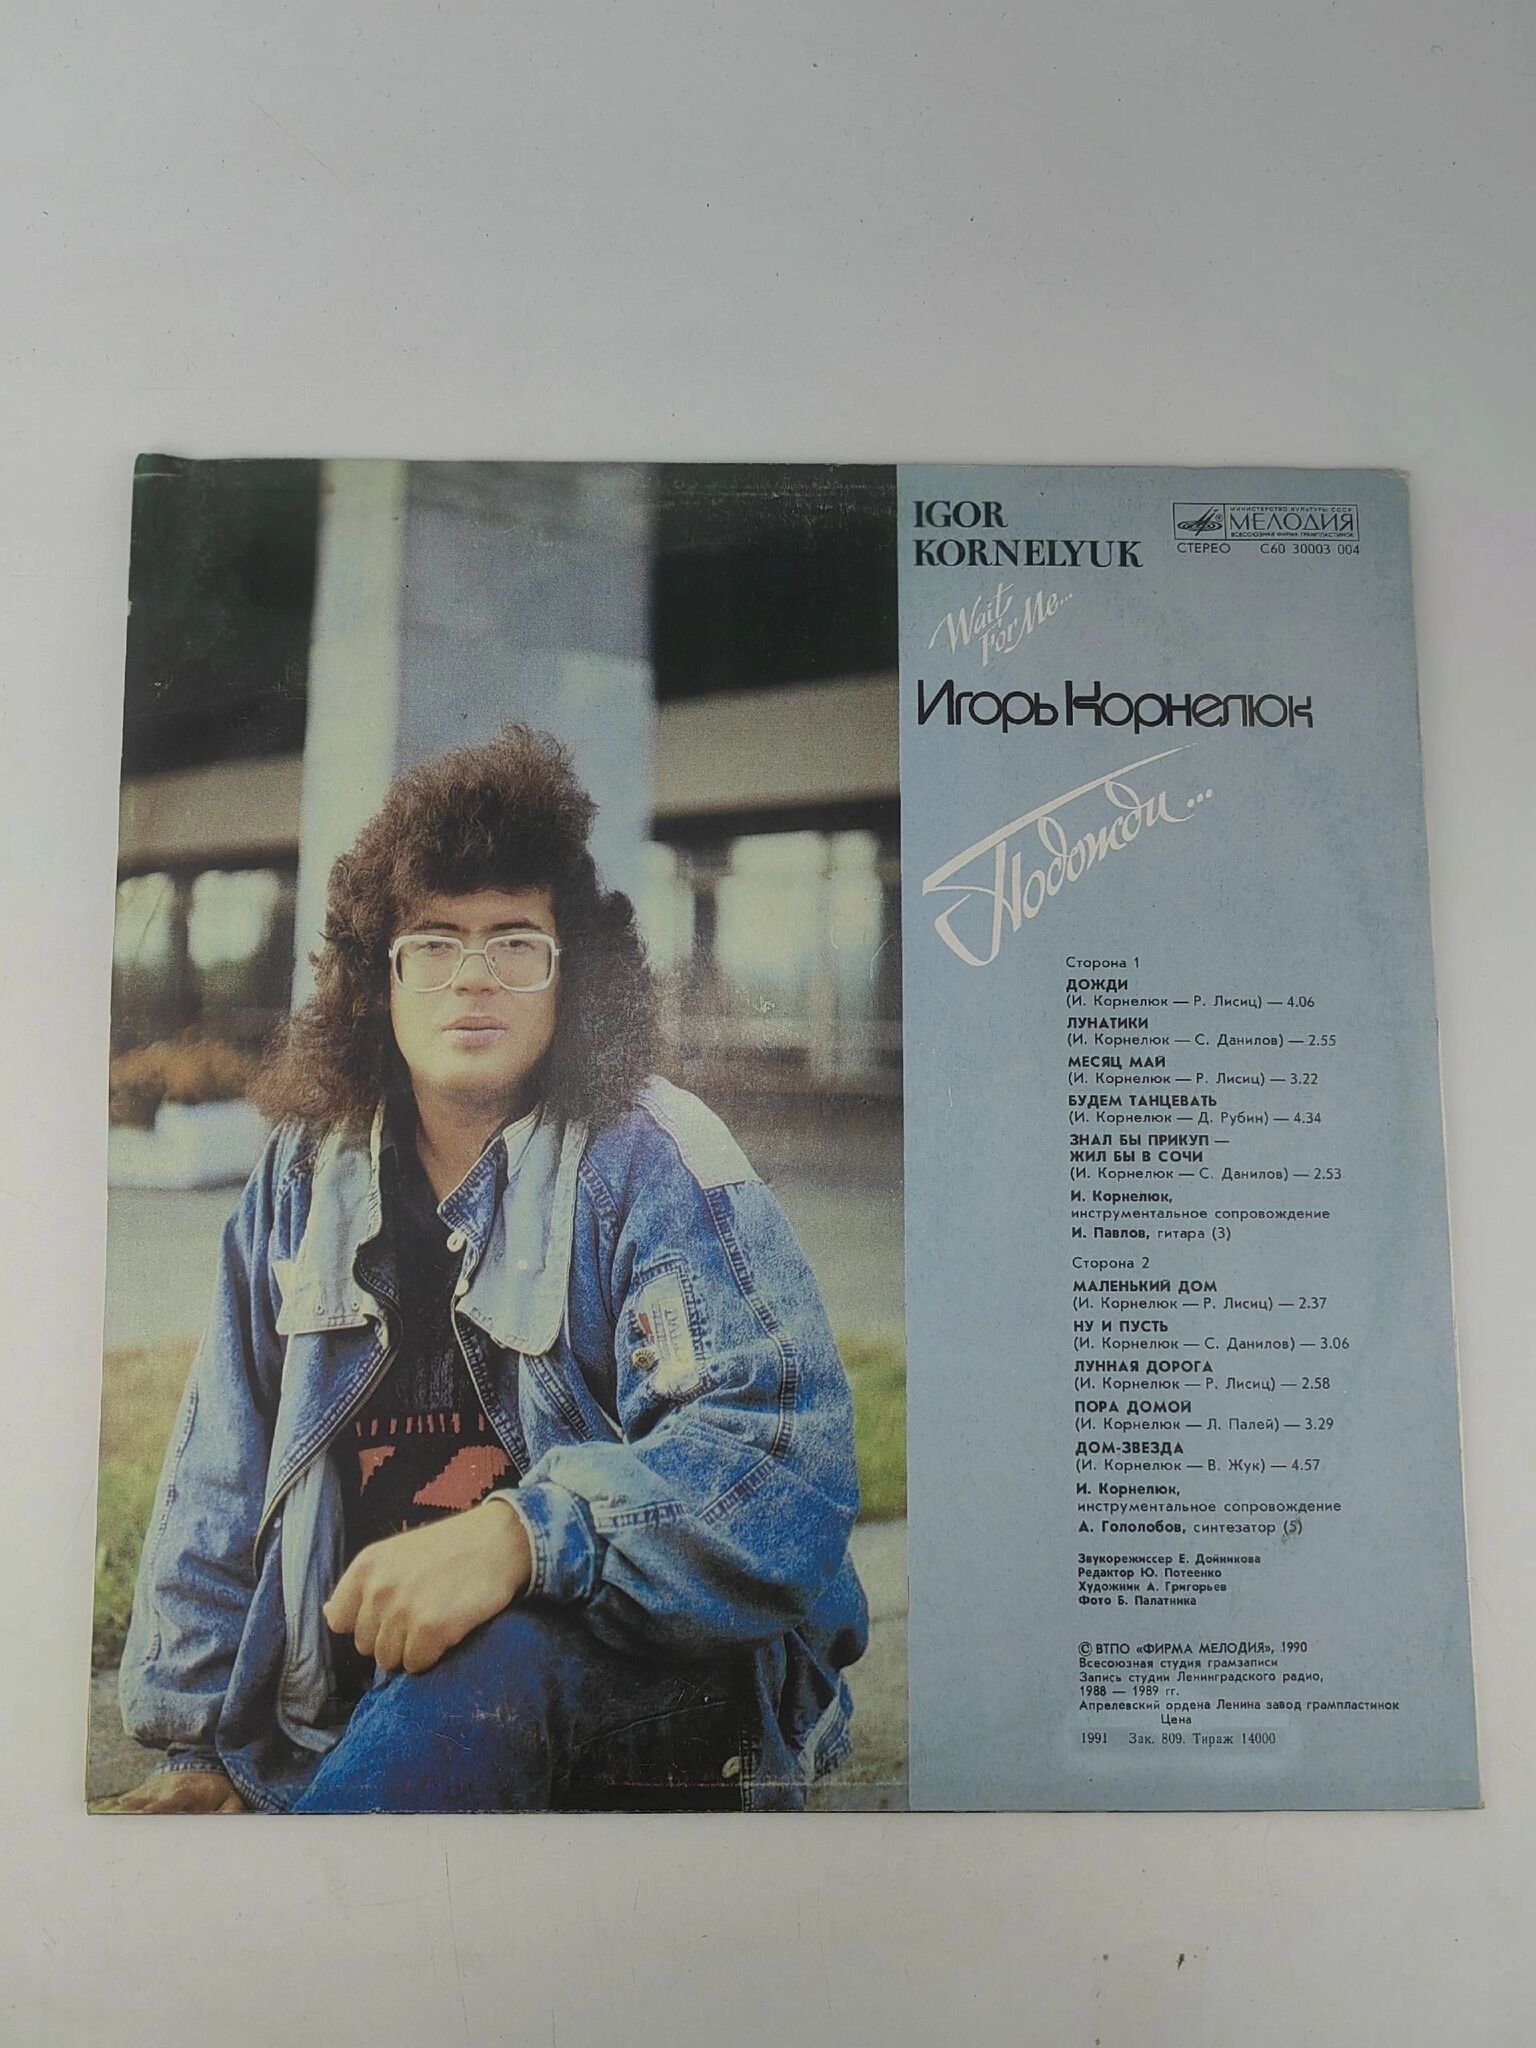 IGOR
KORNELYUK
Wait
For Me...
МИНИСТЕРСТВО КУЛЬТУРЫ СССР
МЕЛОДИЯ
ВСЕСОЮЗНАЯ ФИРМА ГРАМПЛАСТИНОК
СТЕРЕО С60 30003 004
Игорь Корнелюк
Подожди...
Сторона 1
ДОЖДИ
(И. Корнелюк — Р. Лисиц) — 4.06
ЛУНАТИКИ
(И. Корнелюк — С. Данилов) — 2.55
МЕСЯЦ МАЙ
(И. Корнелюк — Р. Лисиц) — 3.22
БУДЕМ ТАНЦЕВАТЬ
(И. Корнелюк — Д. Рубин) — 4.34
ЗНАЛ БЫ ПРИКУП —
ЖИЛ БЫ В СОЧИ
(И. Корнелюк — С. Данилов) — 2.53
И. Корнелюк,
инструментальное сопровождение
И. Павлов, гитара (3)
Сторона 2
МАЛЕНЬКИЙ ДОМ
(И. Корнелюк — Р. Лисиц) — 2.37
НУ И ПУСТЬ
(И. Корнелюк — С. Данилов) — 3.06
ЛУННАЯ ДОРОГА
(И. Корнелюк — Р. Лисиц) — 2.58
ПОРА ДОМОЙ
(И. Корнелюк — Л. Палей) — 3.29
ДОМ-ЗВЕЗДА
(И. Корнелюк — В. Жук) — 4.57
И. Корнелюк,
инструментальное сопровождение
А. Гололобов, синтезатор (5)
Звукорежиссер Е. Дойникова
Редактор Ю. Потеенко
Художник А. Григорьев
Фото Б. Палатника
© ВТПО «ФИРМА МЕЛОДИЯ», 1990
Всесоюзная студия грамзаписи
Запись студии Ленинградского радио,
1988 — 1989 гг.
Апрелевский ордена Ленина завод грампластинок
Цена
1991 Зак. 809. Тираж 14000